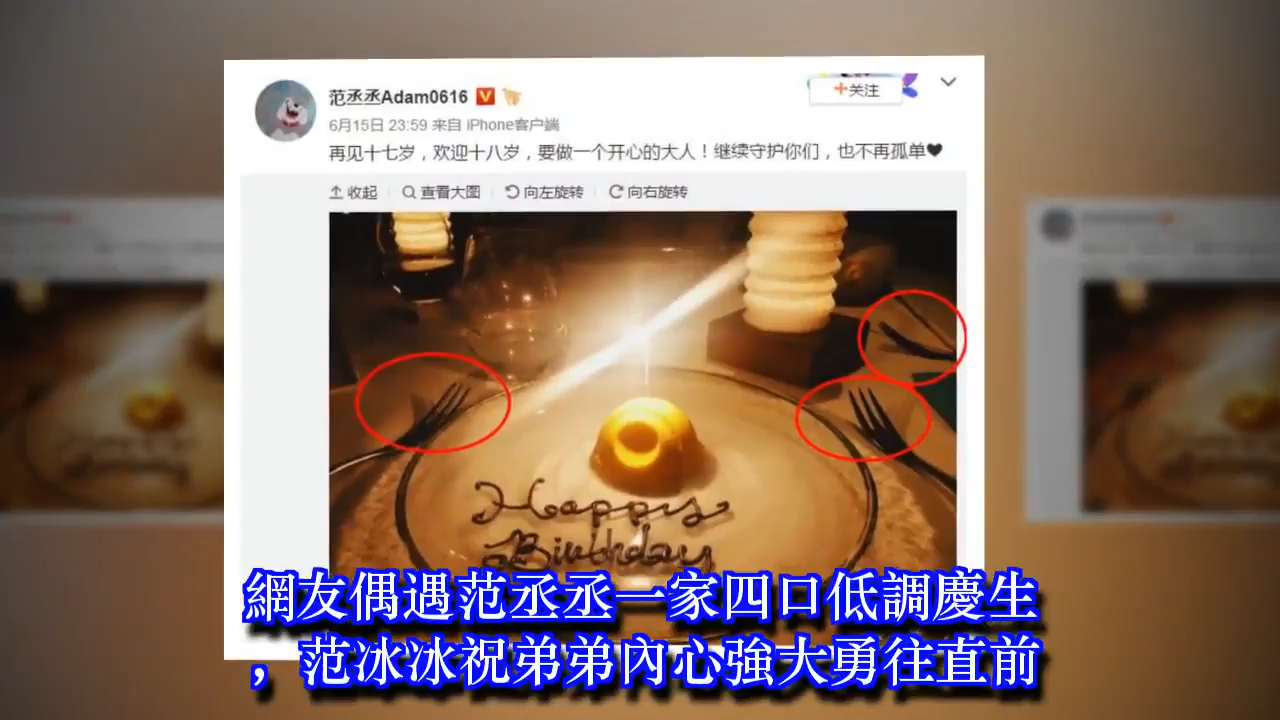 范丞丞Adam0616
+关注
6月15日 23:59 来自 iPhone客户端
再见十七岁，欢迎十八岁，要做一个开心的大人！继续守护你们，也不再孤单❤
收起 查看大图 向左旋转 向右旋转
Happy
Birthday
網友偶遇范丞丞一家四口低調慶生
，范冰冰祝弟弟內心強大勇往直前